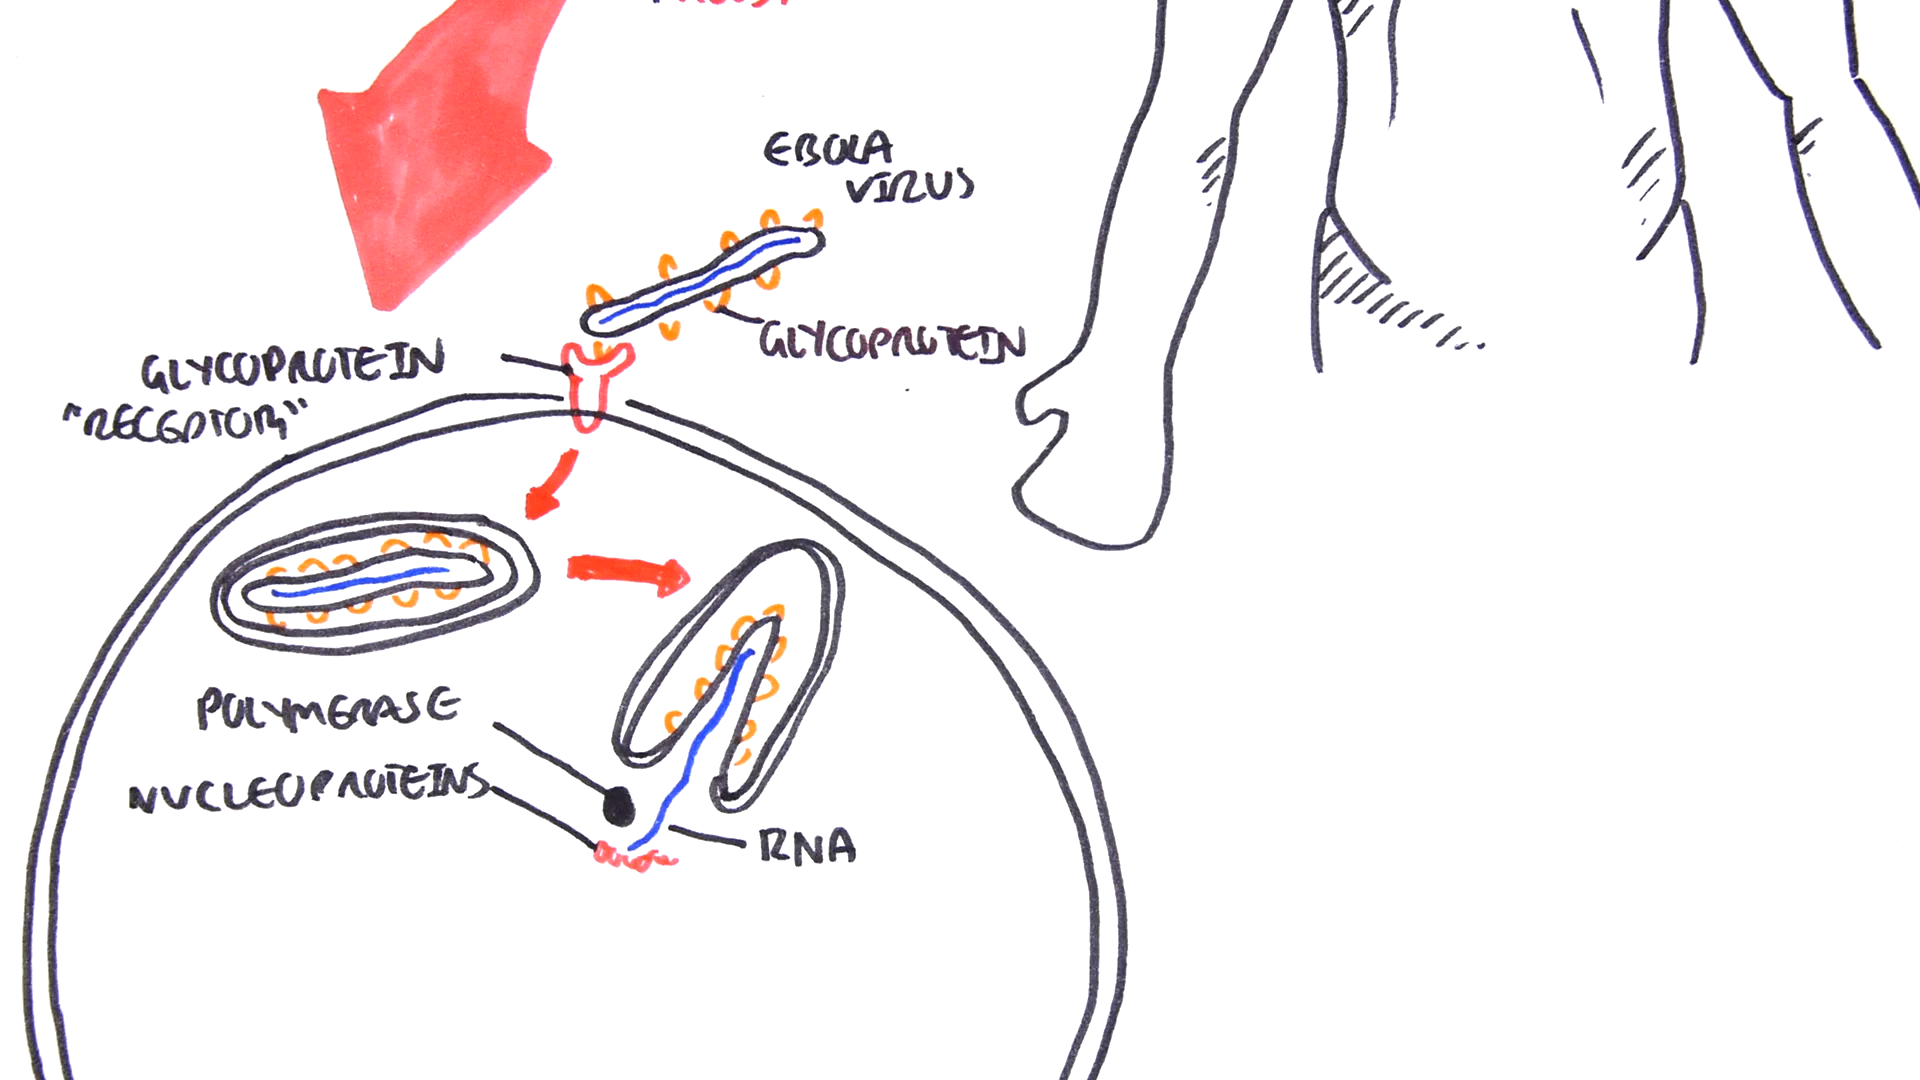 EBOLA
VIRUS
GLYCOPROTEIN
GLYCOPROTEIN
"RECEPTOR"
POLYMERASE
NUCLEOPROTEINS
RNA